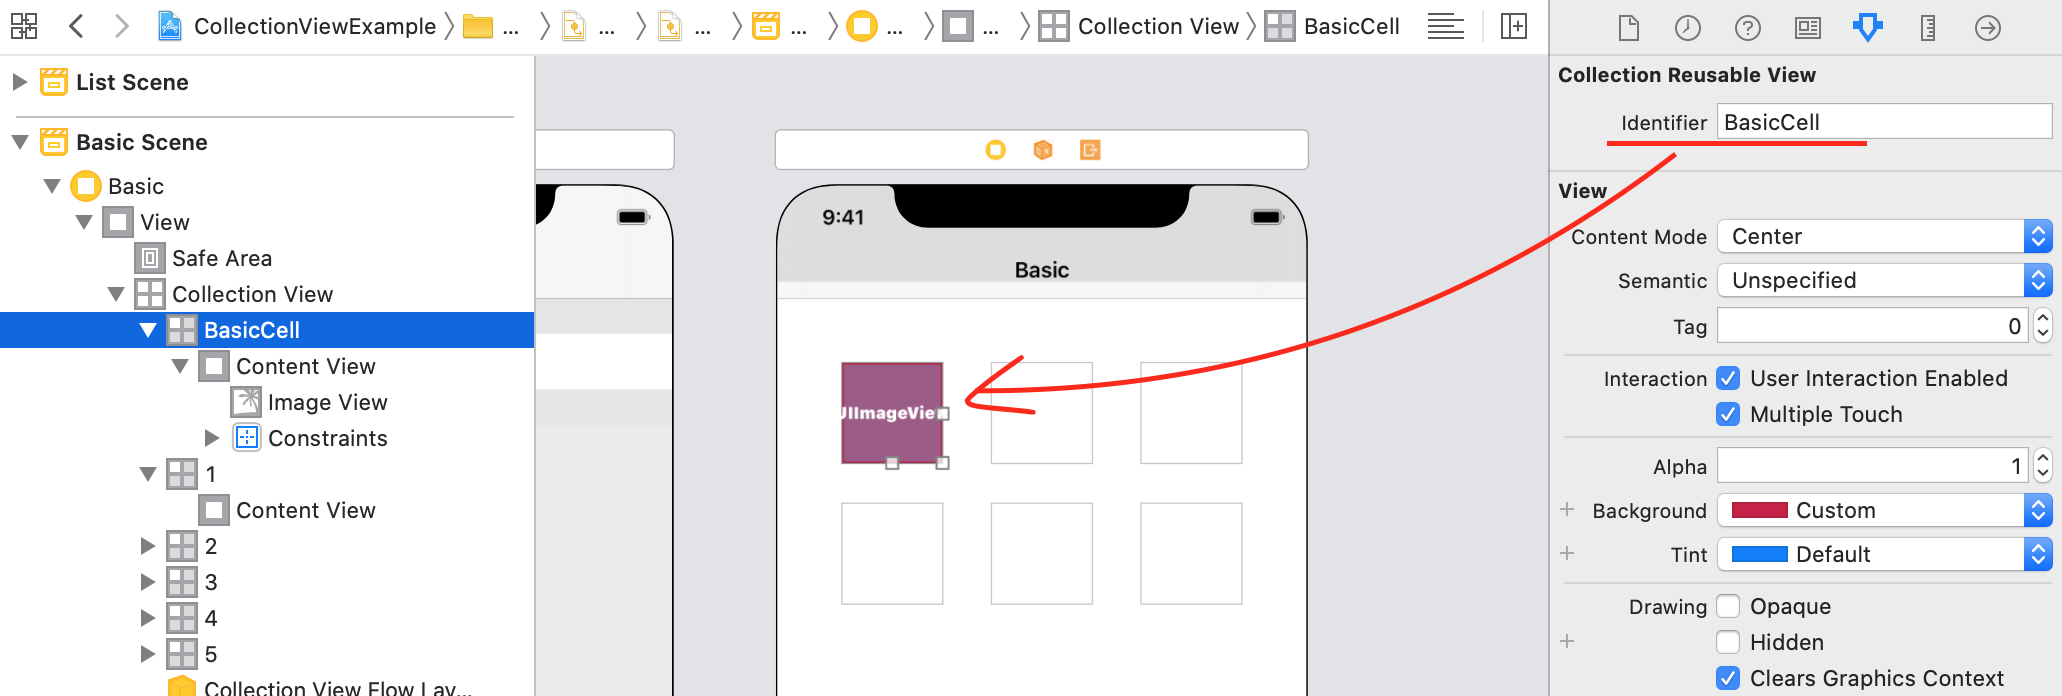 CollectionViewExample ... ... ... ... ... ... Collection View BasicCell
List Scene
Basic Scene
Basic
View
Safe Area
Collection View
BasicCell
Content View
Image View
Constraints
1
Content View
2
3
4
5
Collection View Flow Lay...
9:41
Basic
UIImageView
Collection Reusable View
Identifier BasicCell
View
Content Mode Center
Semantic Unspecified
Tag 0
Interaction User Interaction Enabled
Multiple Touch
Alpha 1
Background Custom
Tint Default
Drawing Opaque
Hidden
Clears Graphics Context